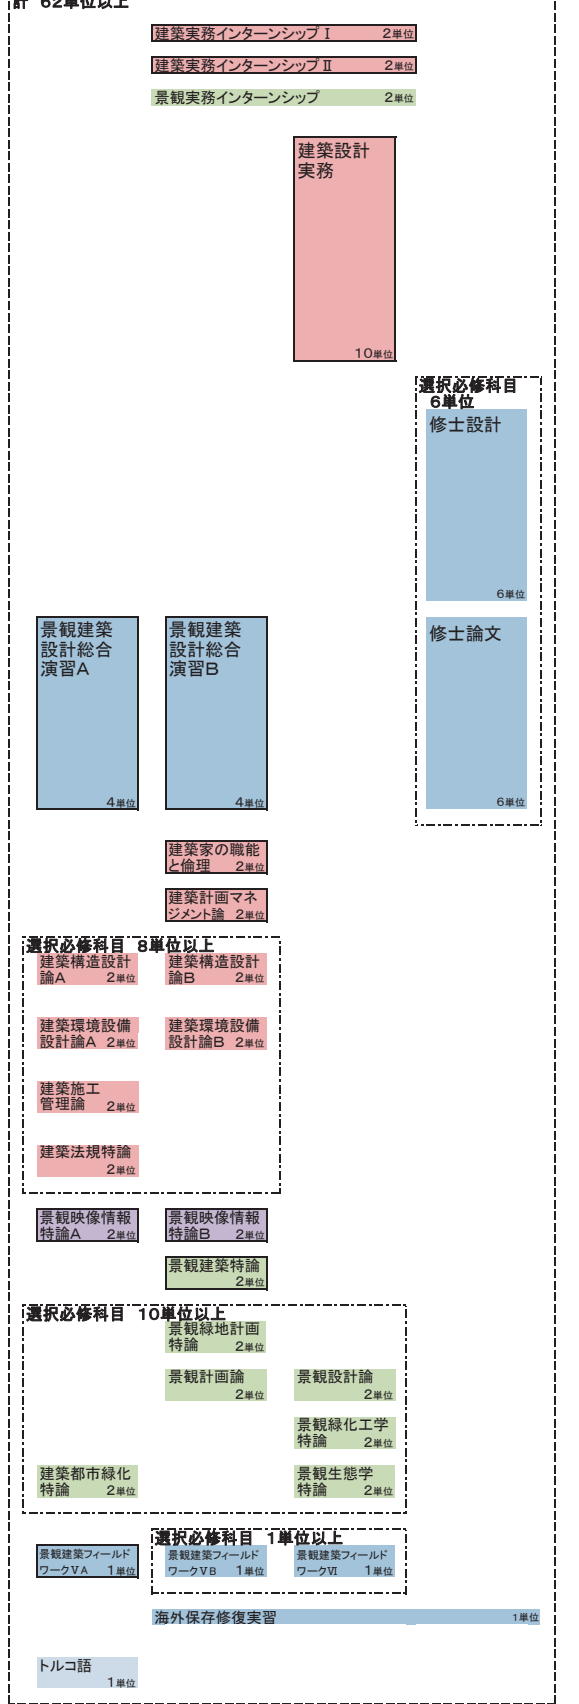 計 62単位以上
建築実務インターンシップⅠ 2単位
建築実務インターンシップⅡ 2単位
景観実務インターンシップ 2単位
建築設計
実務
10単位
選択必修科目
6単位
修士設計
6単位
景観建築
設計総合
演習A
4単位
景観建築
設計総合
演習B
4単位
修士論文
6単位
建築家の職能
と倫理 2単位
建築計画マネ
ジメント論 2単位
選択必修科目 8単位以上
建築構造設計
論A 2単位
建築構造設計
論B 2単位
建築環境設備
設計論A 2単位
建築環境設備
設計論B 2単位
建築施工
管理論 2単位
建築法規特論
2単位
景観映像情報
特論A 2単位
景観映像情報
特論B 2単位
景観建築特論
2単位
選択必修科目 10単位以上
景観緑地計画
特論 2単位
景観計画論
2単位
景観設計論
2単位
景観緑化工学
特論 2単位
建築都市緑化
特論 2単位
景観生態学
特論 2単位
選択必修科目 1単位以上
景観建築フィールド
ワークⅤA 1単位
景観建築フィールド
ワークⅤB 1単位
景観建築フィールド
ワークⅥ 1単位
海外保存修復実習 1単位
トルコ語
1単位